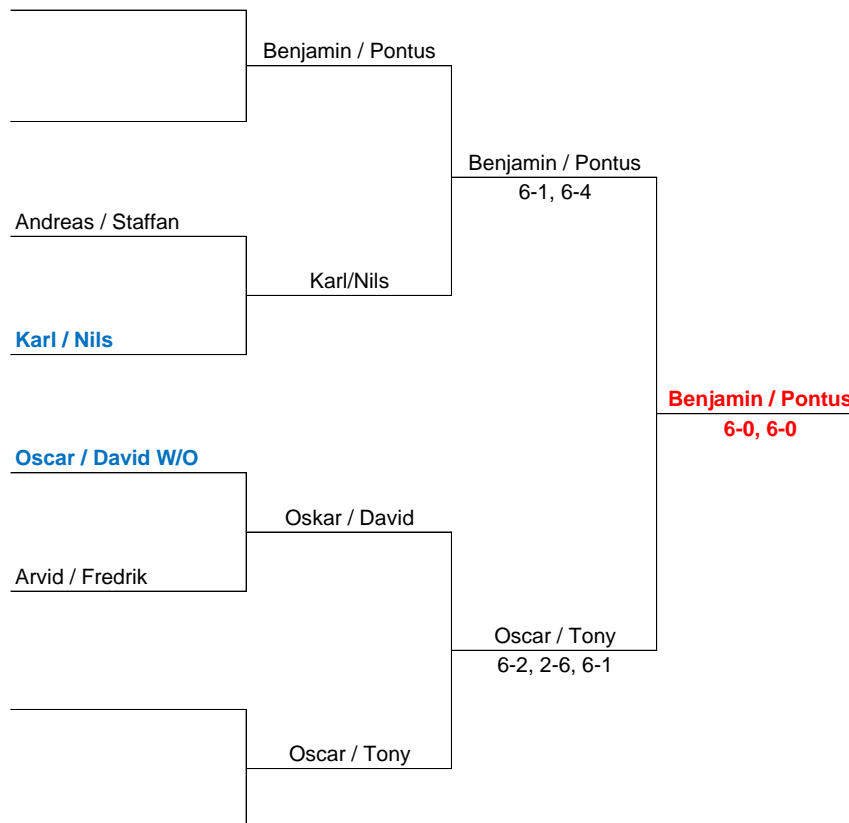 Benjamin / Pontus
Benjamin / Pontus
6-1, 6-4
Andreas / Staffan
Karl/Nils
Karl / Nils
Benjamin / Pontus
6-0, 6-0
Oscar / David W/O
Oskar / David
Arvid / Fredrik
Oscar / Tony
6-2, 2-6, 6-1
Oscar / Tony